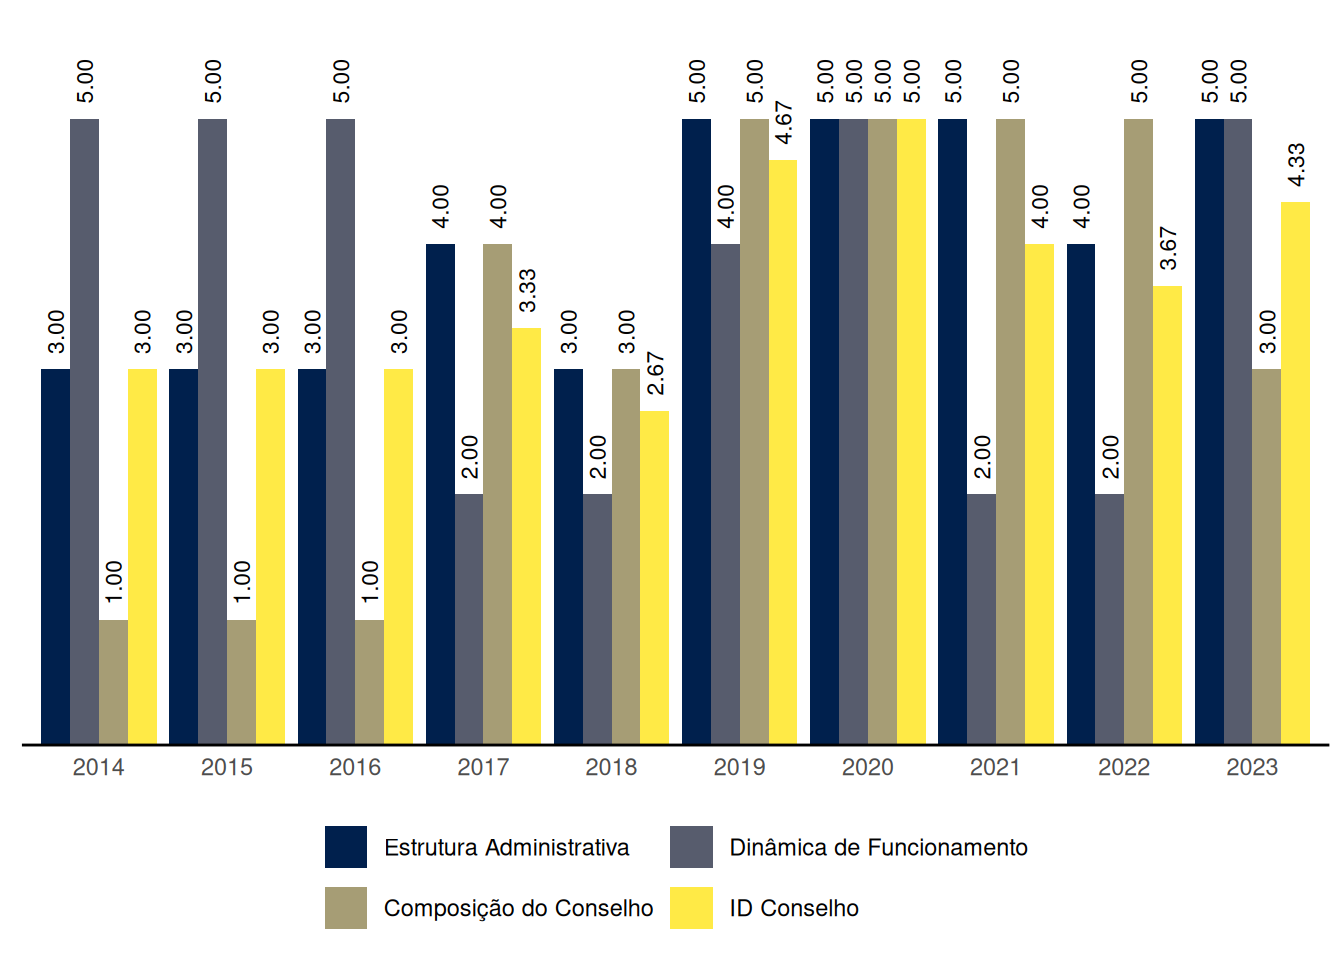 5.00 5.00 5.00 5.00 5.00 5.00 5.00 5.00 5.00 5.00 5.00 5.00 5.00 5.00
4.67
4.33
4.00 4.00 4.00 4.00 4.00
3.67
3.33
3.00 3.00 3.00 3.00 3.00 3.00 3.00 3.00 3.00
2.67
2.00 2.00 2.00 2.00
1.00 1.00 1.00
2014 2015 2016 2017 2018 2019 2020 2021 2022 2023
Estrutura Administrativa Dinâmica de Funcionamento
Composição do Conselho ID Conselho